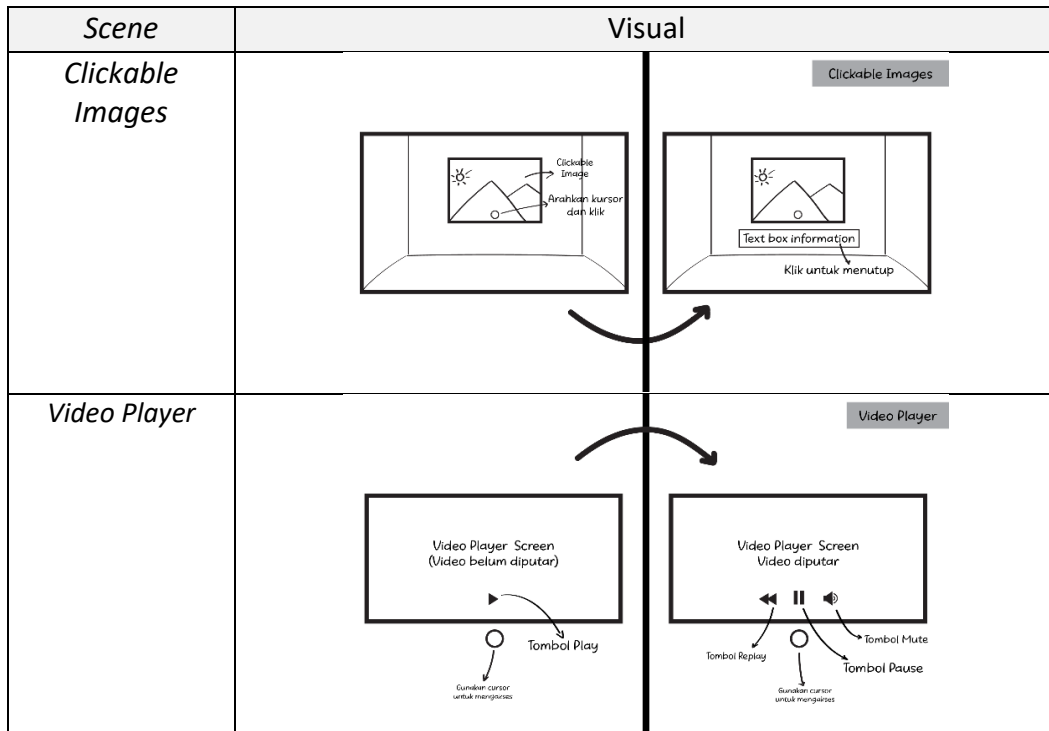 Scene
Visual
Clickable
Images
Clickable Images
Clickable
Image
Arahkan kursor
dan klik
Text box information
Klik untuk menutup
Video Player
Video Player
Video Player Screen
(Video belum diputar)
Tombol Play
Gunakan cursor
untuk mengakses
Video Player Screen
Video diputar
Tombol Mute
Tombol Replay
Tombol Pause
Gunakan cursor
untuk mengakses